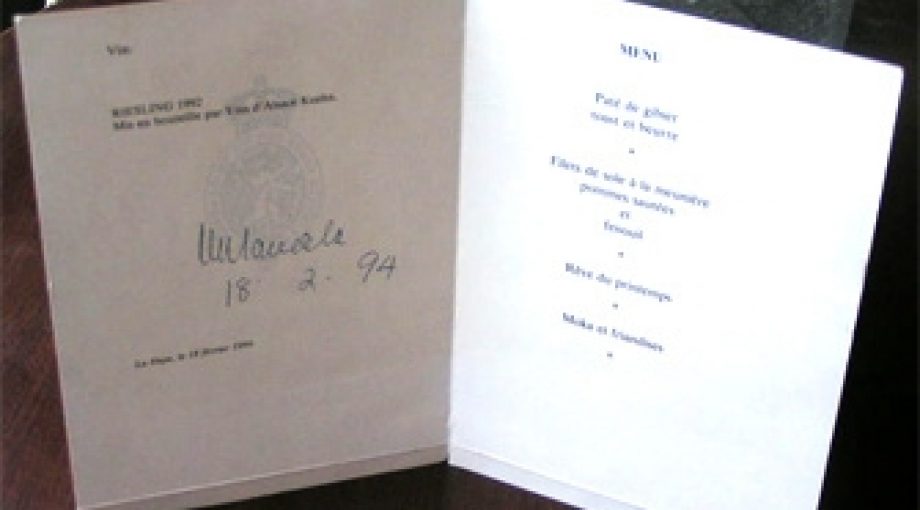 Vin
RIESLING 1992
Mis en bouteille par Vins d'Alsace Kuehn.
NMandela
18. 2. 94
La Haye, le 18 février 1994
MENU
Paté de gibier
toast et beurre
*
Filets de sole à la meunière
pommes sautées
et
fenouil
*
Rêve du printemps
*
Moka et friandises
*